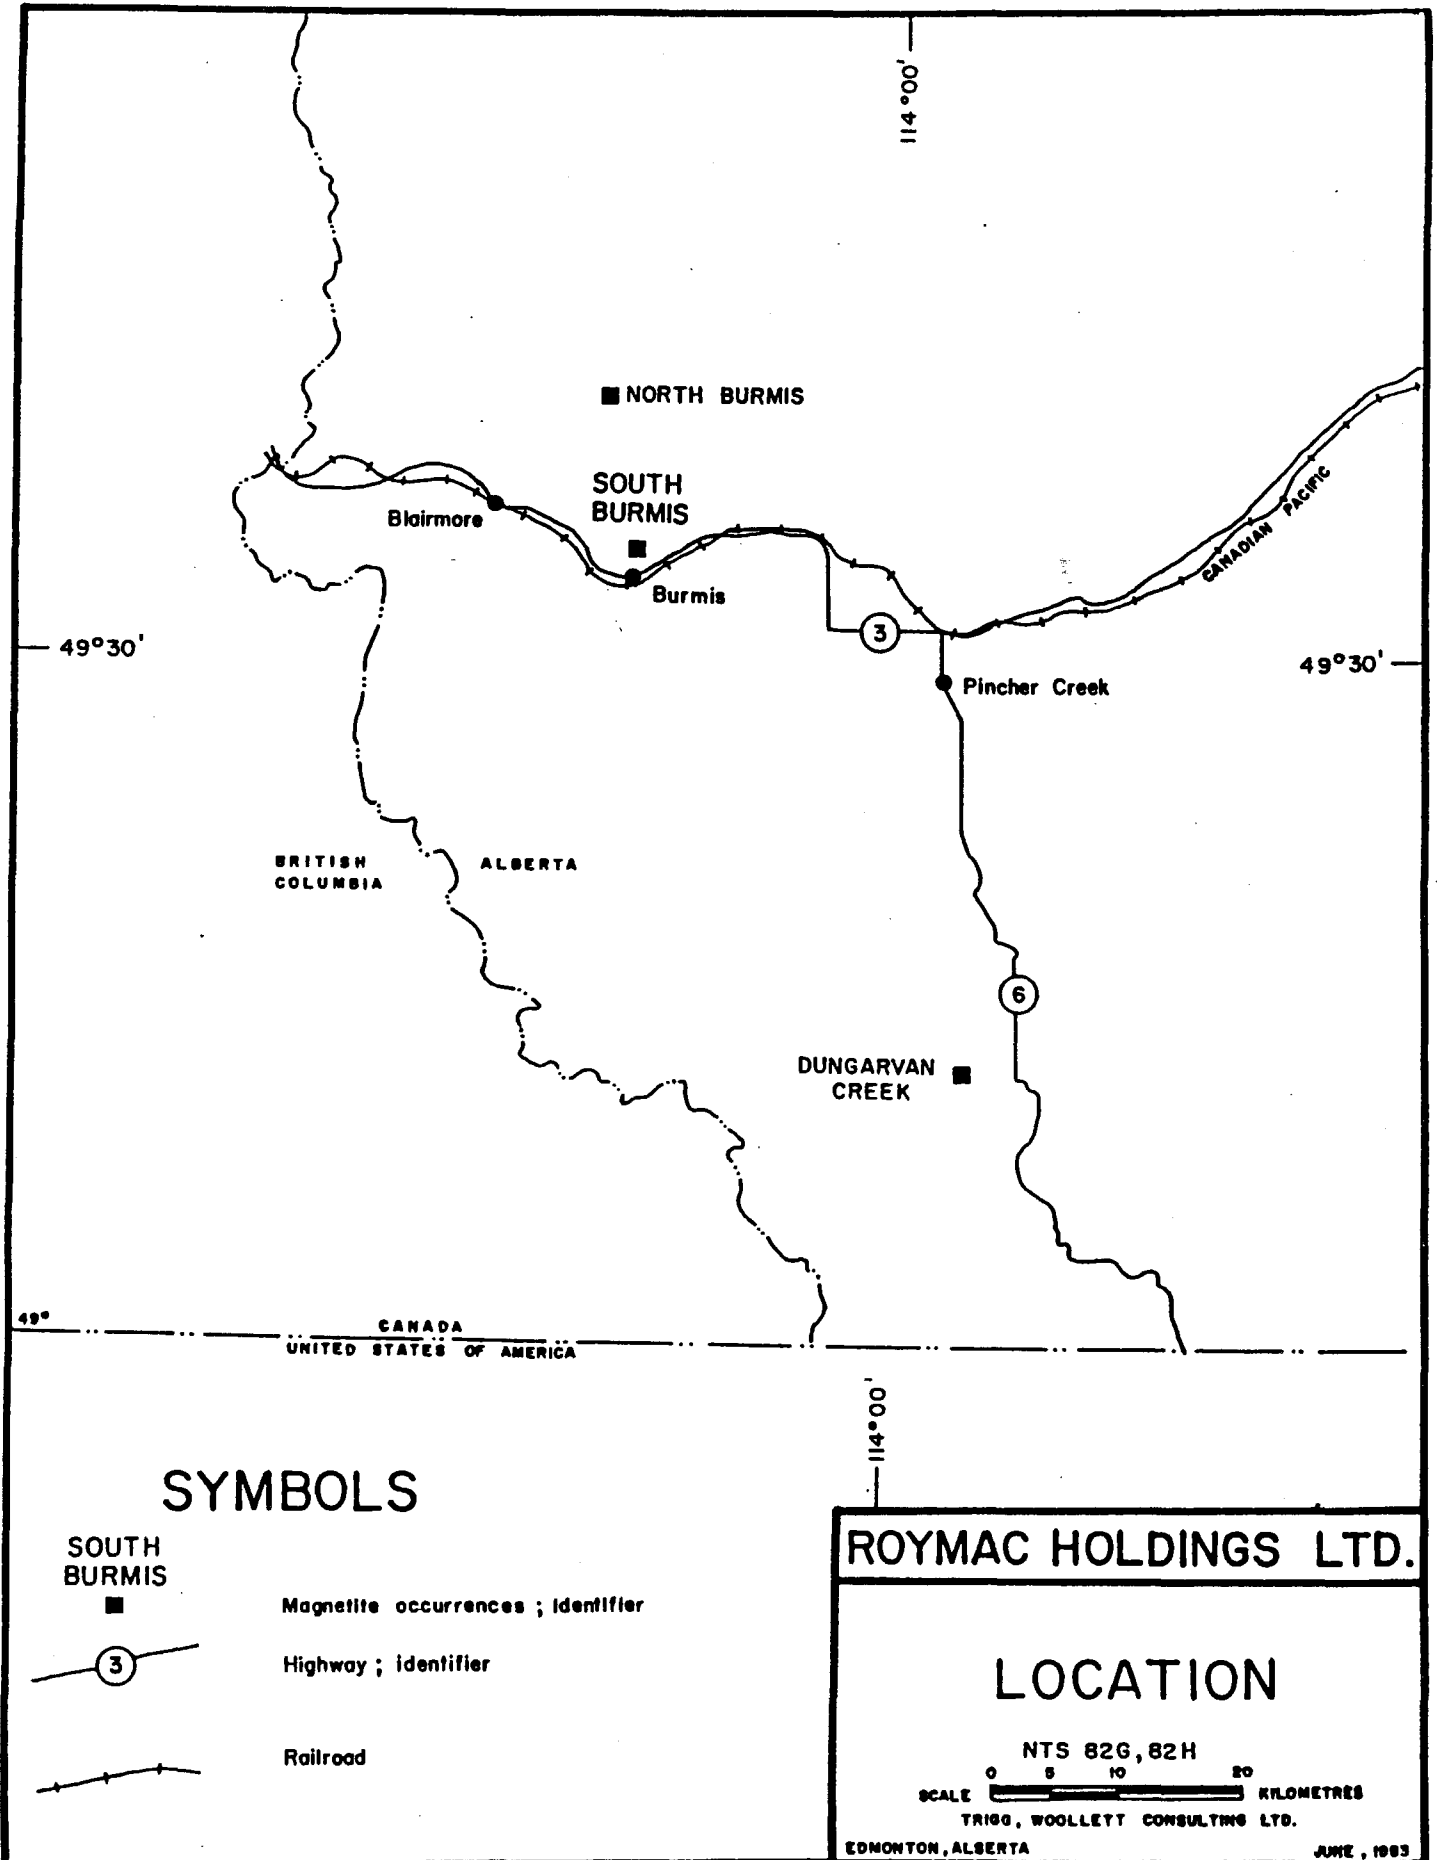 114°00'
NORTH BURMIS
SOUTH
BURMIS
Blairmore
Burmis
CANADIAN PACIFIC
3
49°30'
49°30'
Pincher Creek
BRITISH
COLUMBIA
ALBERTA
6
DUNGARVAN
CREEK
49°
CANADA
UNITED STATES OF AMERICA
114°00'
SYMBOLS
SOUTH
BURMIS
Magnetite occurrences ; identifier
3
Highway ; identifier
Railroad
ROYMAC HOLDINGS LTD.
LOCATION
NTS 82G, 82H
0 5 10 20
SCALE KILOMETRES
TRIGG, WOOLLETT CONSULTING LTD.
EDMONTON, ALBERTA JUNE, 1983